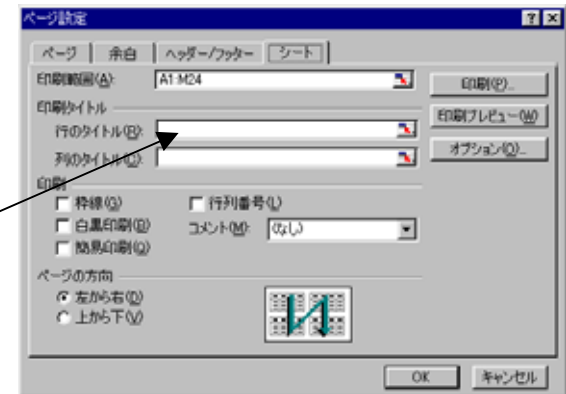 ページ設定
ページ 余白 ヘッダー/フッター シート
印刷範囲(A): A1:M24
印刷(P)...
印刷タイトル
印刷プレビュー(W)
行のタイトル(R):
オプション(O)...
列のタイトル(C):
印刷
枠線(G) 行列番号(L)
白黒印刷(B) コメント(M): (なし)
簡易印刷(Q)
ページの方向
左から右(D)
上から下(V)
OK キャンセル